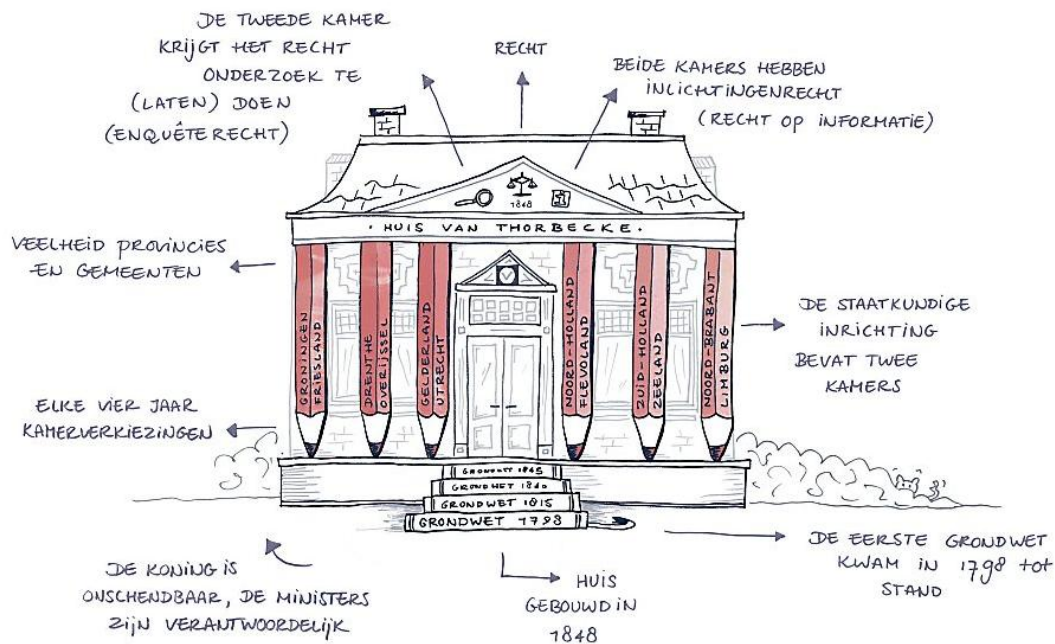 DE TWEEDE KAMER
KRIJGT HET RECHT
ONDERZOEK TE
(LATEN) DOEN
(ENQUÊTERECHT)
RECHT
BEIDE KAMERS HEBBEN
INLICHTINGENRECHT
(RECHT OP INFORMATIE)
1848
· HUIS VAN THORBECKE ·
VEELHEID PROVINCIES
EN GEMEENTEN
GRONINGEN
FRIESLAND
DRENTHE
OVERIJSSEL
GELDERLAND
UTRECHT
NOORD-HOLLAND
FLEVOLAND
ZUID-HOLLAND
ZEELAND
NOORD-BRABANT
LIMBURG
DE STAATKUNDIGE
INRICHTING
BEVAT TWEE
KAMERS
ELKE VIER JAAR
KAMERVERKIEZINGEN
GRONDWET 1840
GRONDWET 1815
GRONDWET 1798
DE EERSTE GRONDWET
KWAM IN 1798 TOT
STAND
DE KONING IS
ONSCHENDBAAR, DE MINISTERS
ZIJN VERANTWOORDELIJK
HUIS
GEBOUWD IN
1848